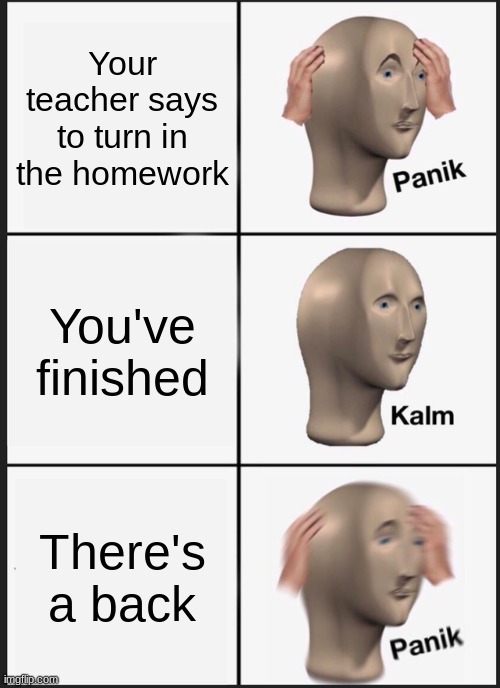 Your
teacher says
to turn in
the homework
Panik
You've
finished
Kalm
There's
a back
Panik
imgflip.com